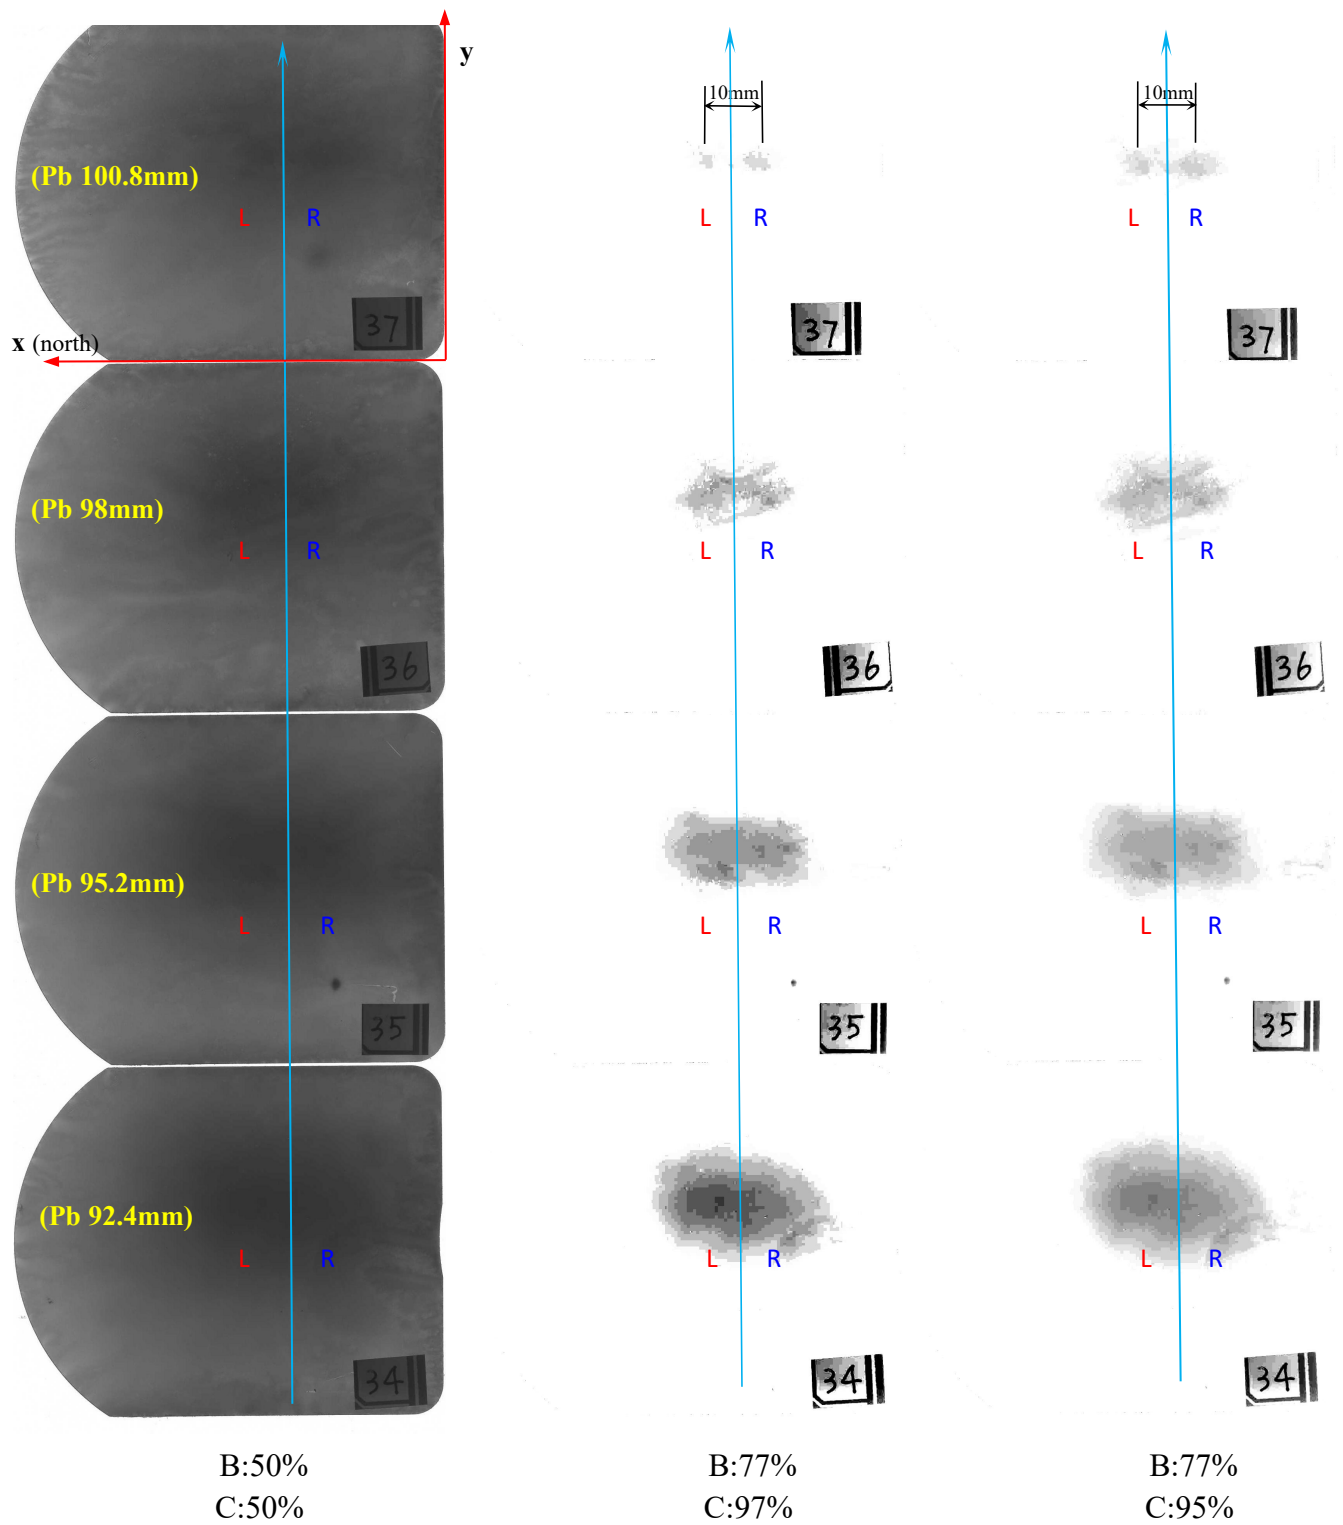 y
10mm
10mm
(Pb 100.8mm)
L R
L R
L R
37
37
37
x (north)
(Pb 98mm)
L R
L R
L R
36
36
36
(Pb 95.2mm)
L R
L R
L R
35
35
35
(Pb 92.4mm)
L R
L R
L R
34
34
34
B:50%
B:77%
B:77%
C:50%
C:97%
C:95%